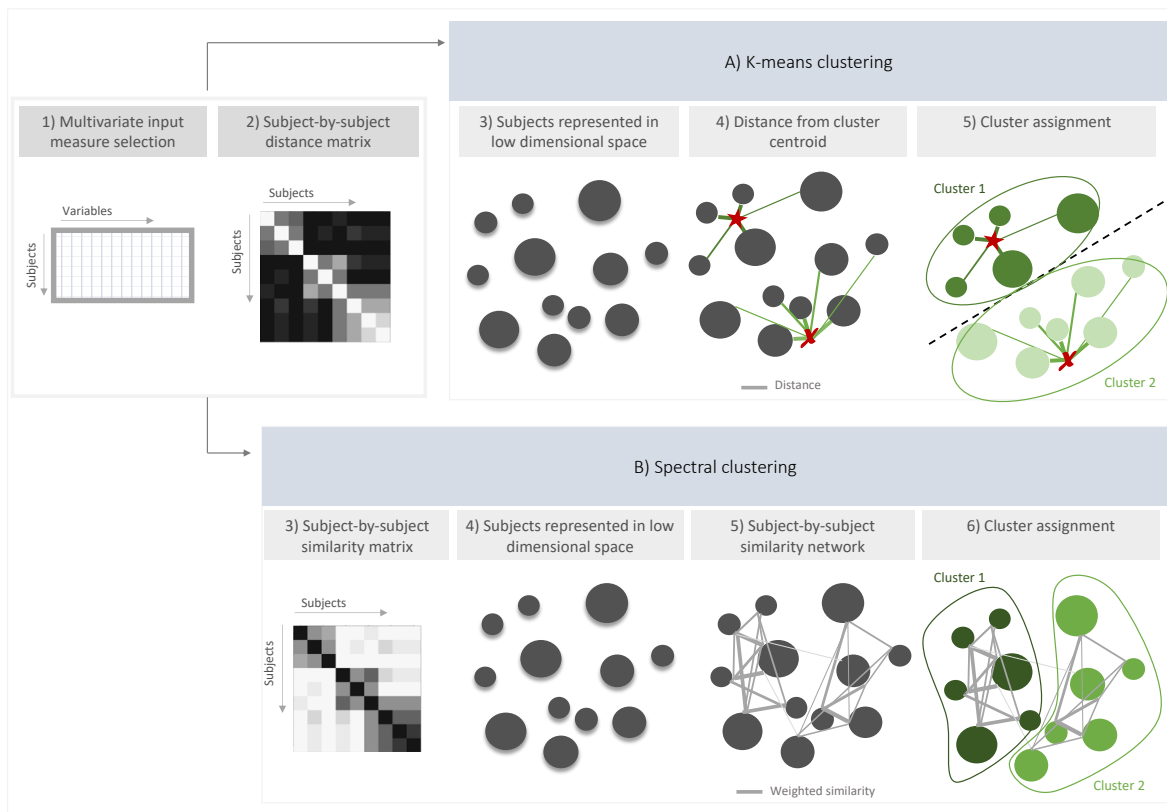 A) K-means clustering
1) Multivariate input
measure selection
2) Subject-by-subject
distance matrix
3) Subjects represented in
low dimensional space
4) Distance from cluster
centroid
5) Cluster assignment
Variables
Subjects
Subjects
Subjects
Cluster 1
Distance
Cluster 2
B) Spectral clustering
3) Subject-by-subject
similarity matrix
4) Subjects represented in low
dimensional space
5) Subject-by-subject
similarity network
6) Cluster assignment
Subjects
Subjects
Cluster 1
Weighted similarity
Cluster 2